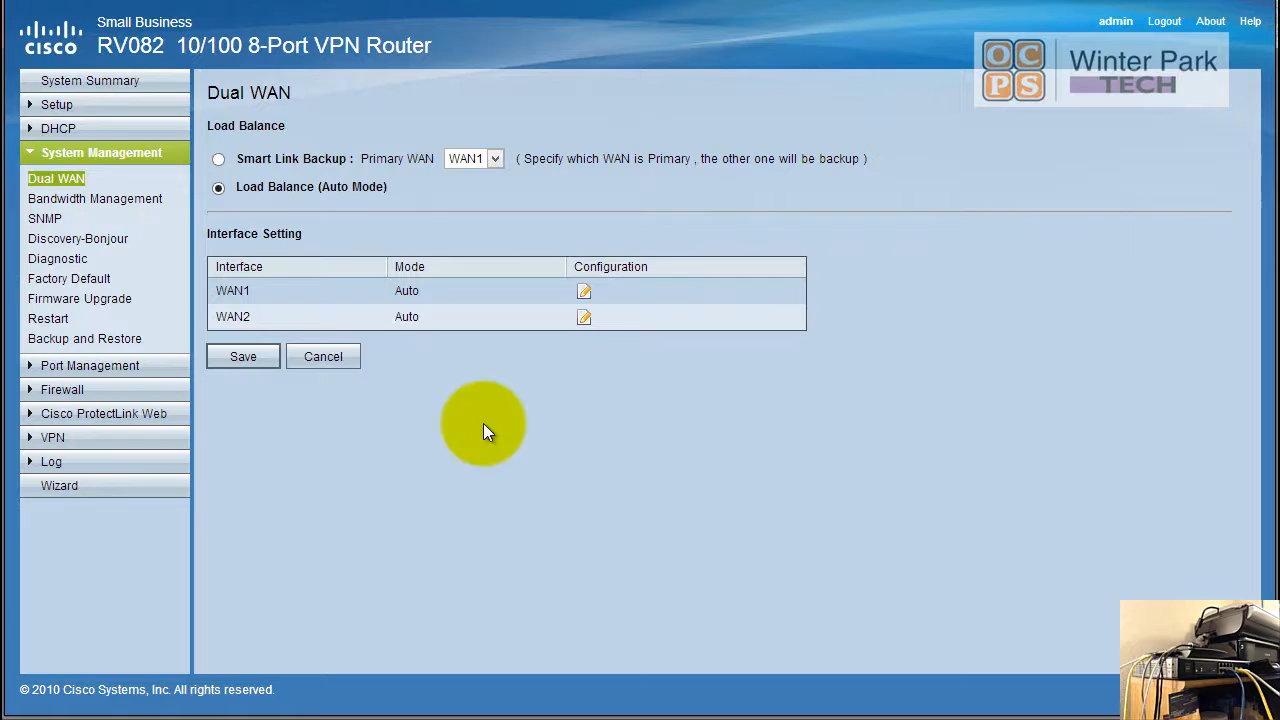 Small Business
cisco RV082 10/100 8-Port VPN Router
admin Logout About Help
OCPS Winter Park TECH
System Summary
Setup
DHCP
System Management
Dual WAN
Bandwidth Management
SNMP
Discovery-Bonjour
Diagnostic
Factory Default
Firmware Upgrade
Restart
Backup and Restore
Port Management
Firewall
Cisco ProtectLink Web
VPN
Log
Wizard
Dual WAN
Load Balance
Smart Link Backup : Primary WAN WAN1 ( Specify which WAN is Primary , the other one will be backup )
Load Balance (Auto Mode)
Interface Setting
Interface Mode Configuration
WAN1 Auto
WAN2 Auto
Save Cancel
© 2010 Cisco Systems, Inc. All rights reserved.